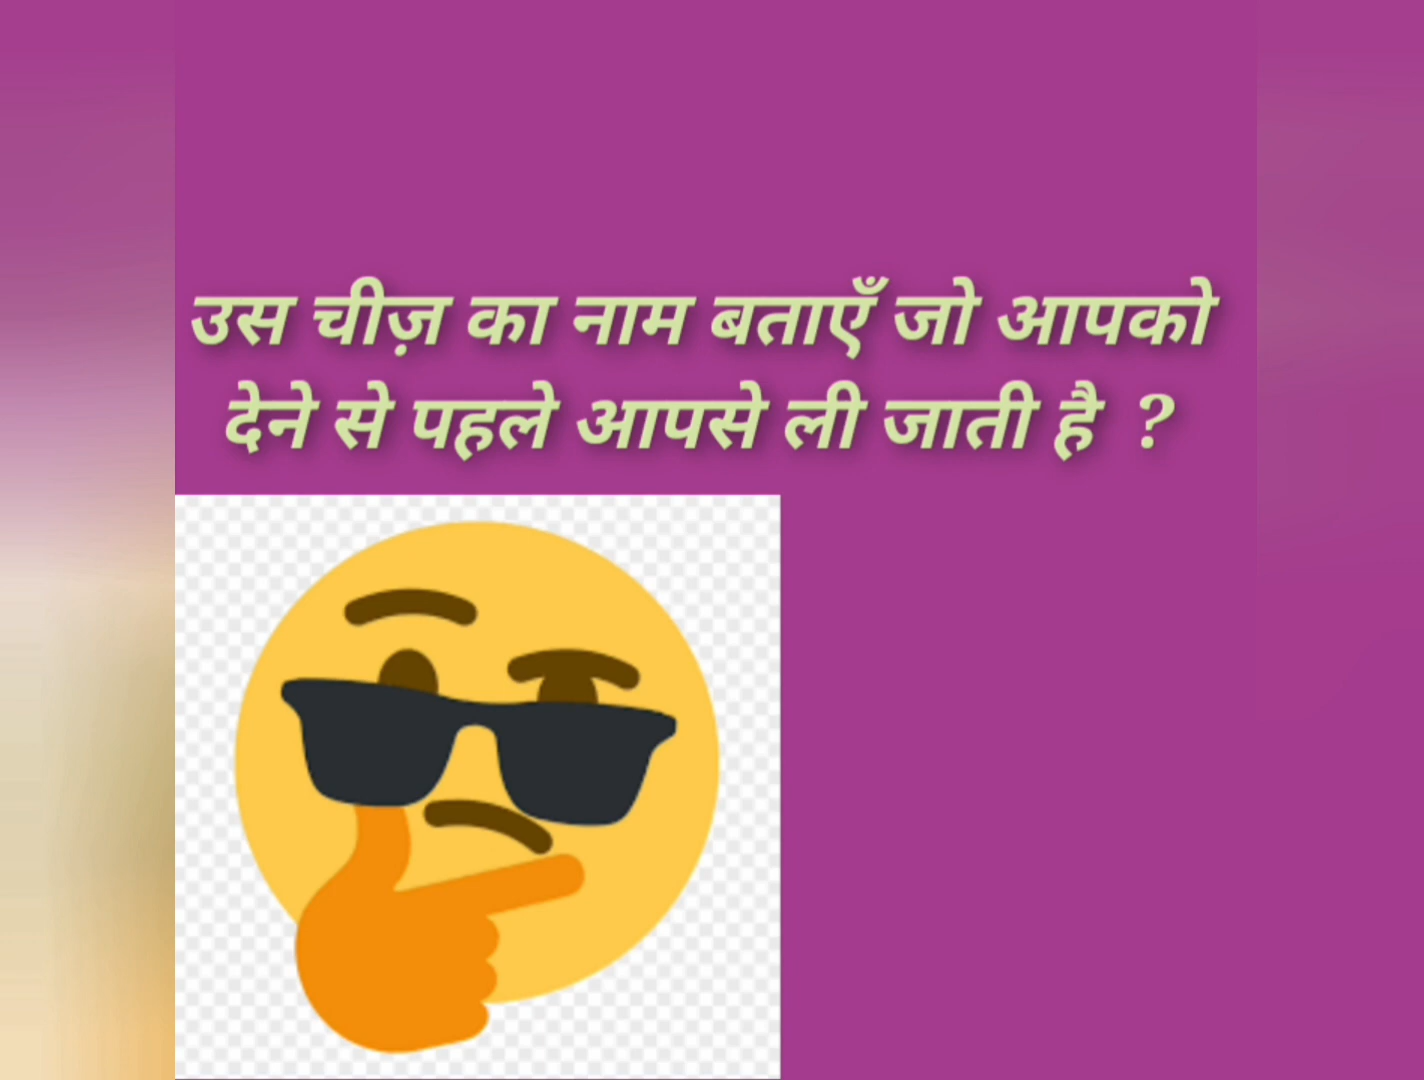 उस चीज़ का नाम बताएँ जो आपको
देने से पहले आपसे ली जाती है ?